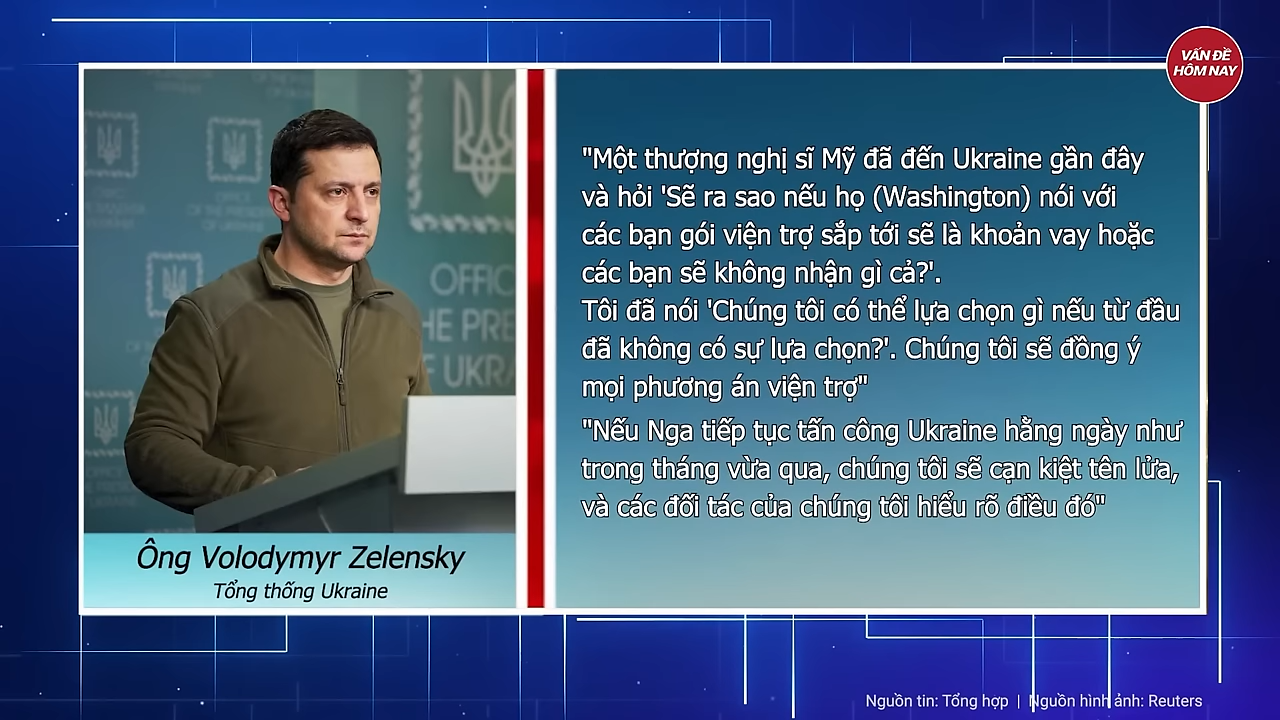 VẤN ĐỀ
HÔM NAY
OFFIC
HE PRE
F UKRA
"Một thượng nghị sĩ Mỹ đã đến Ukraine gần đây
và hỏi 'Sẽ ra sao nếu họ (Washington) nói với
các bạn gói viện trợ sắp tới sẽ là khoản vay hoặc
các bạn sẽ không nhận gì cả?'.
Tôi đã nói 'Chúng tôi có thể lựa chọn gì nếu từ đầu
đã không có sự lựa chọn?'. Chúng tôi sẽ đồng ý
mọi phương án viện trợ"
"Nếu Nga tiếp tục tấn công Ukraine hằng ngày như
trong tháng vừa qua, chúng tôi sẽ cạn kiệt tên lửa,
và các đối tác của chúng tôi hiểu rõ điều đó"
Ông Volodymyr Zelensky
Tổng thống Ukraine
Nguồn tin: Tổng hợp | Nguồn hình ảnh: Reuters